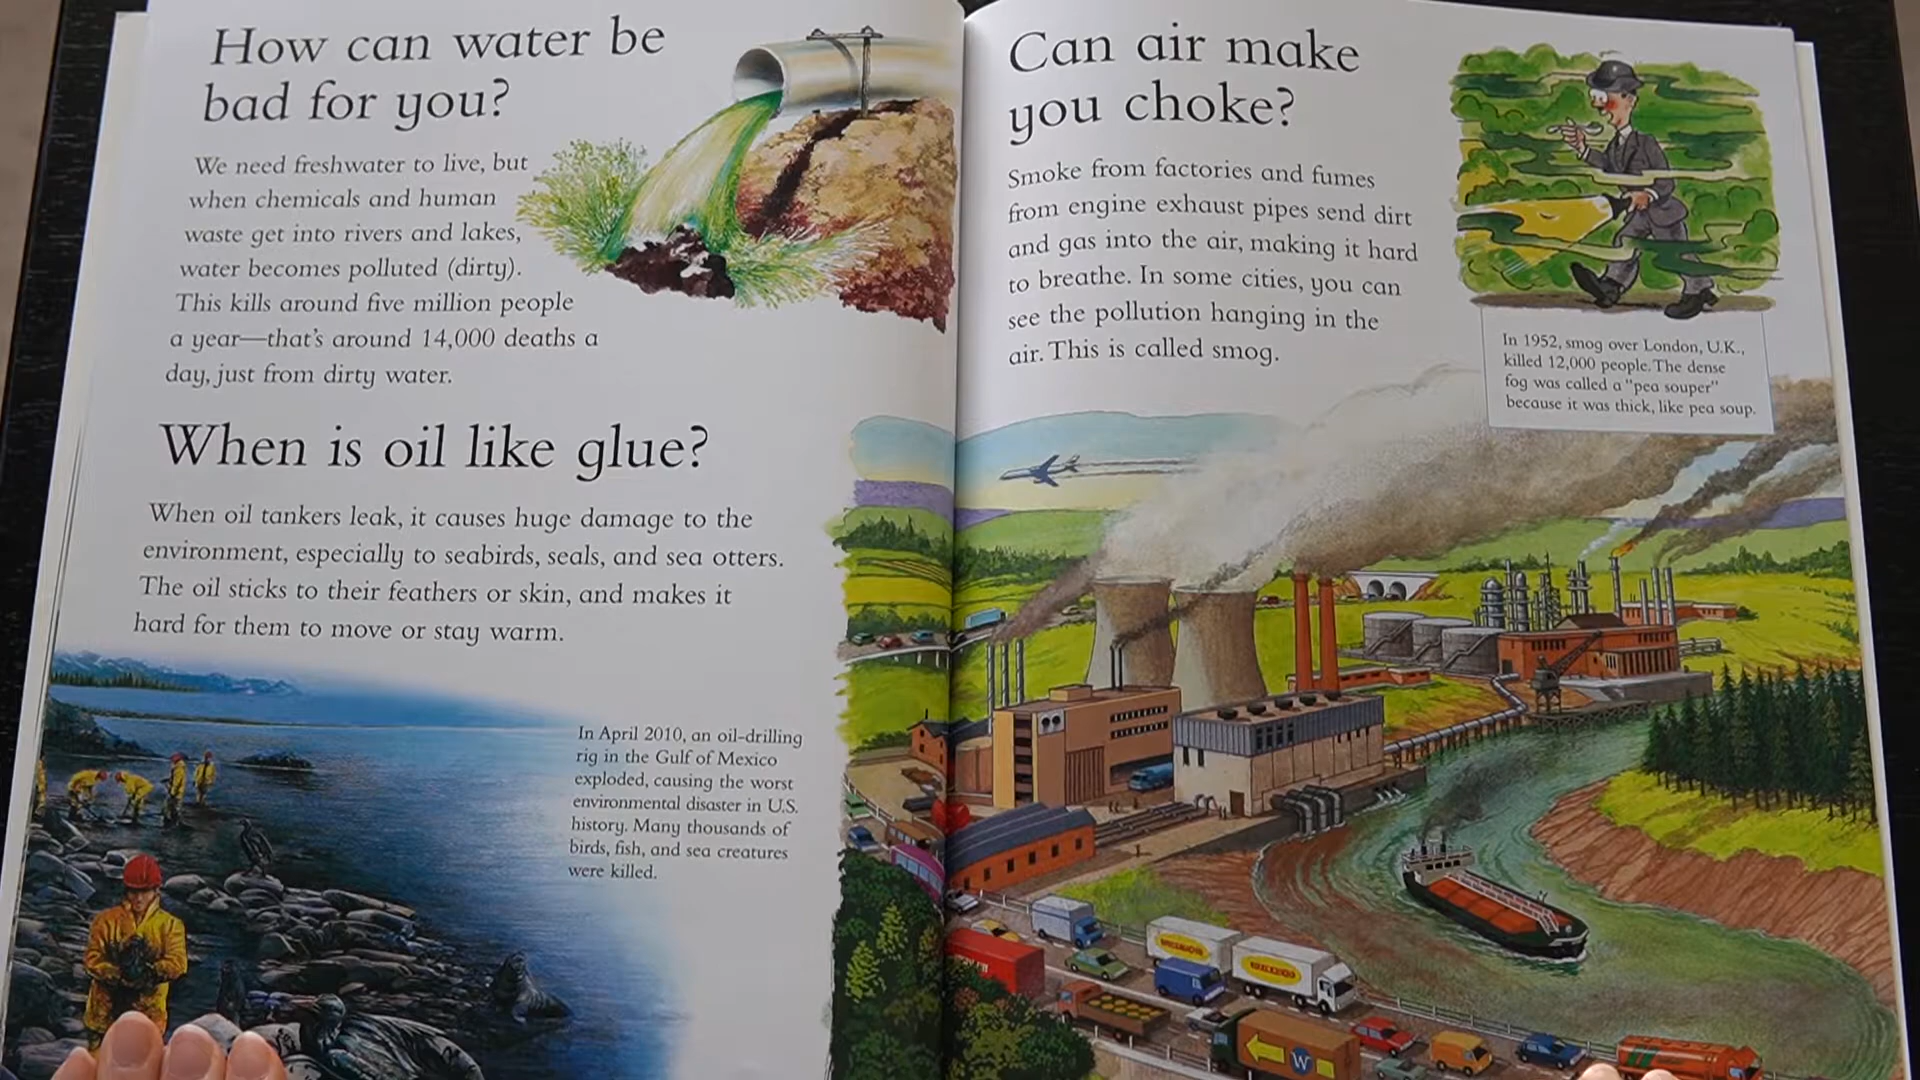 How can water be
bad for you?
We need freshwater to live, but
when chemicals and human
waste get into rivers and lakes,
water becomes polluted (dirty).
This kills around five million people
a year—that's around 14,000 deaths a
day, just from dirty water.
When is oil like glue?
When oil tankers leak, it causes huge damage to the
environment, especially to seabirds, seals, and sea otters.
The oil sticks to their feathers or skin, and makes it
hard for them to move or stay warm.
In April 2010, an oil-drilling
rig in the Gulf of Mexico
exploded, causing the worst
environmental disaster in U.S.
history. Many thousands of
birds, fish, and sea creatures
were killed.
Can air make
you choke?
Smoke from factories and fumes
from engine exhaust pipes send dirt
and gas into the air, making it hard
to breathe. In some cities, you can
see the pollution hanging in the
air. This is called smog.
In 1952, smog over London, U.K.,
killed 12,000 people. The dense
fog was called a "pea souper"
because it was thick, like pea soup.
W